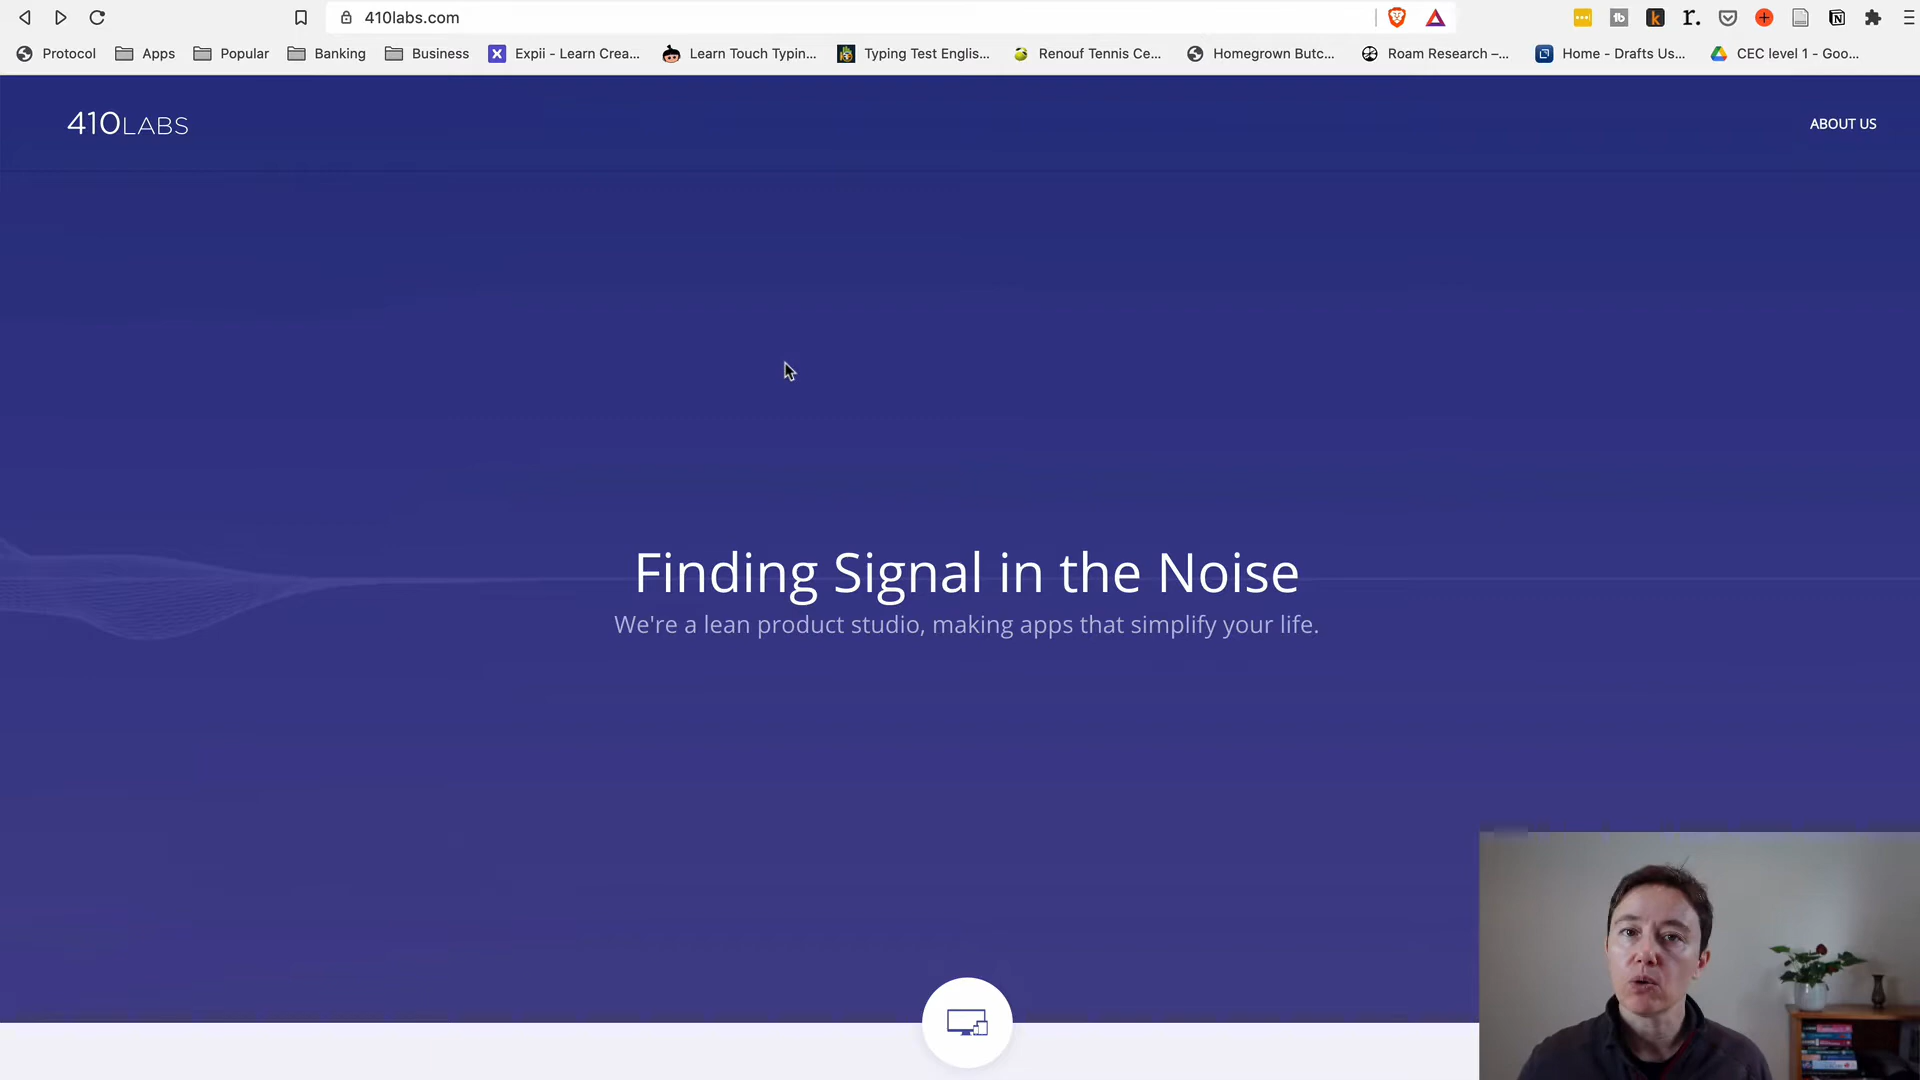 410labs.com
Protocol Apps Popular Banking Business Expii - Learn Crea... Learn Touch Typin... Typing Test Englis... Renouf Tennis Ce... Homegrown Butc... Roam Research –... Home - Drafts Us... CEC level 1 - Goo...
410LABS
ABOUT US
Finding Signal in the Noise
We're a lean product studio, making apps that simplify your life.